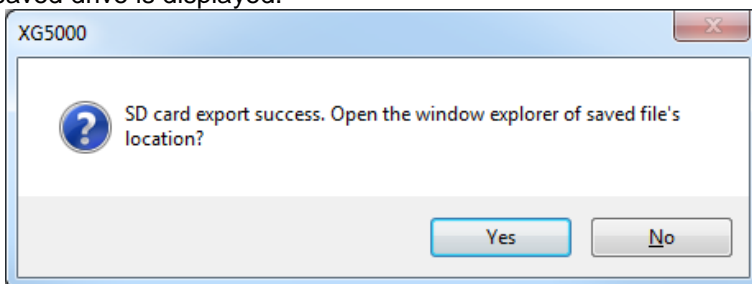 saved drive is displayed.
XG5000
SD card export success. Open the window explorer of saved file's
location?
Yes
No